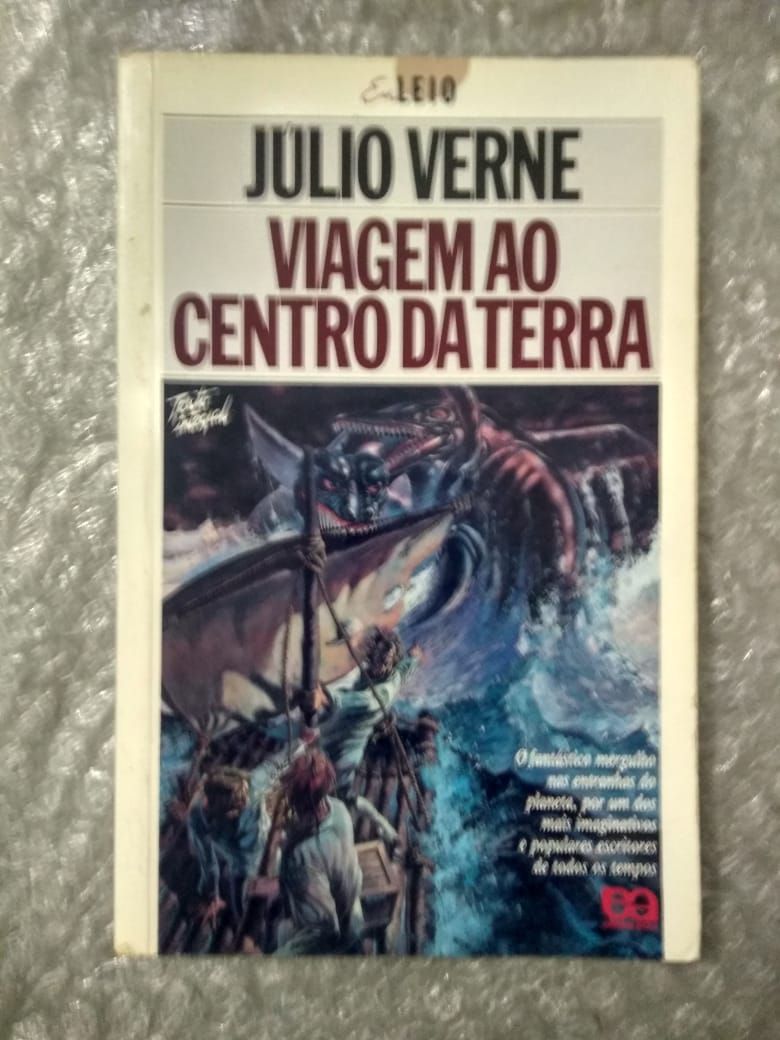 Eu LEIO
JÚLIO VERNE
VIAGEM AO
CENTRO DA TERRA
Texto integral
O fantástico mergulho
nas entranhas do
planeta, por um dos
mais imaginativos
e populares escritores
de todos os tempos